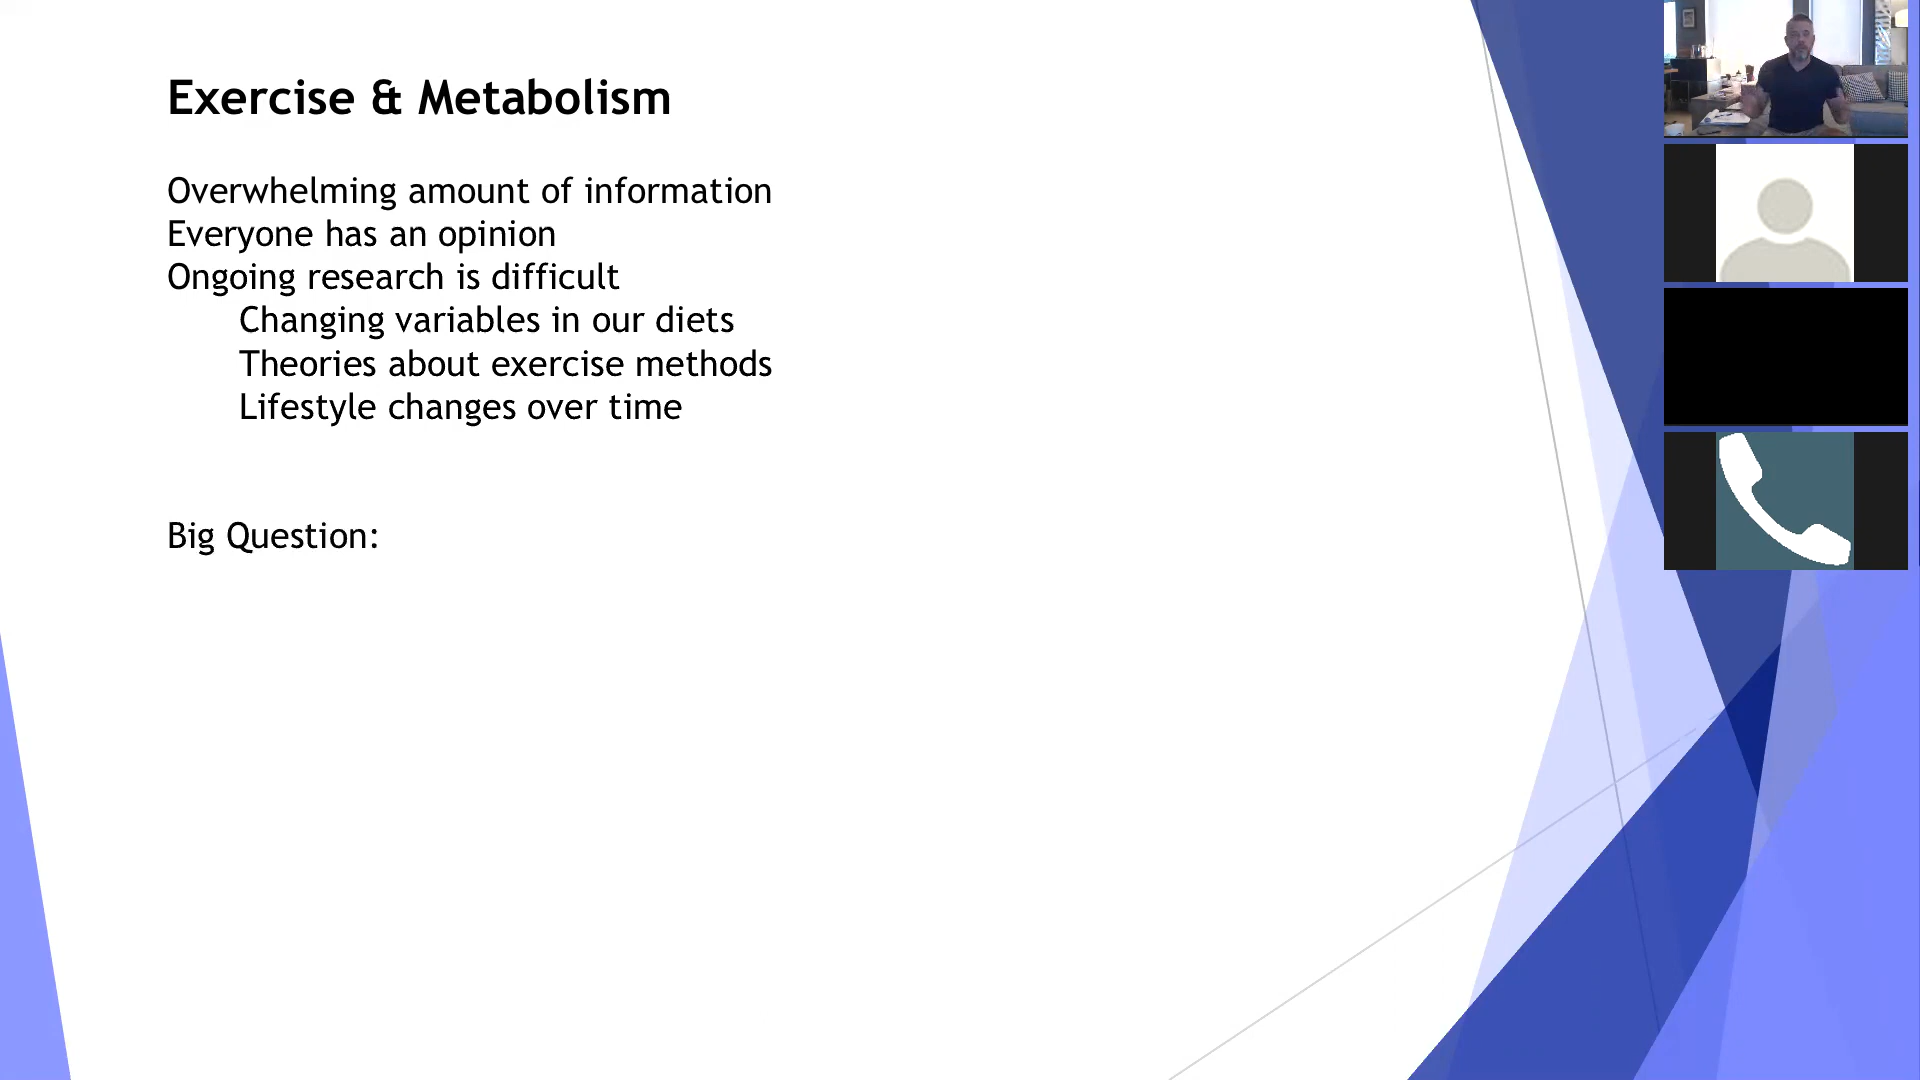 Exercise & Metabolism
Overwhelming amount of information
Everyone has an opinion
Ongoing research is difficult
Changing variables in our diets
Theories about exercise methods
Lifestyle changes over time
Big Question: